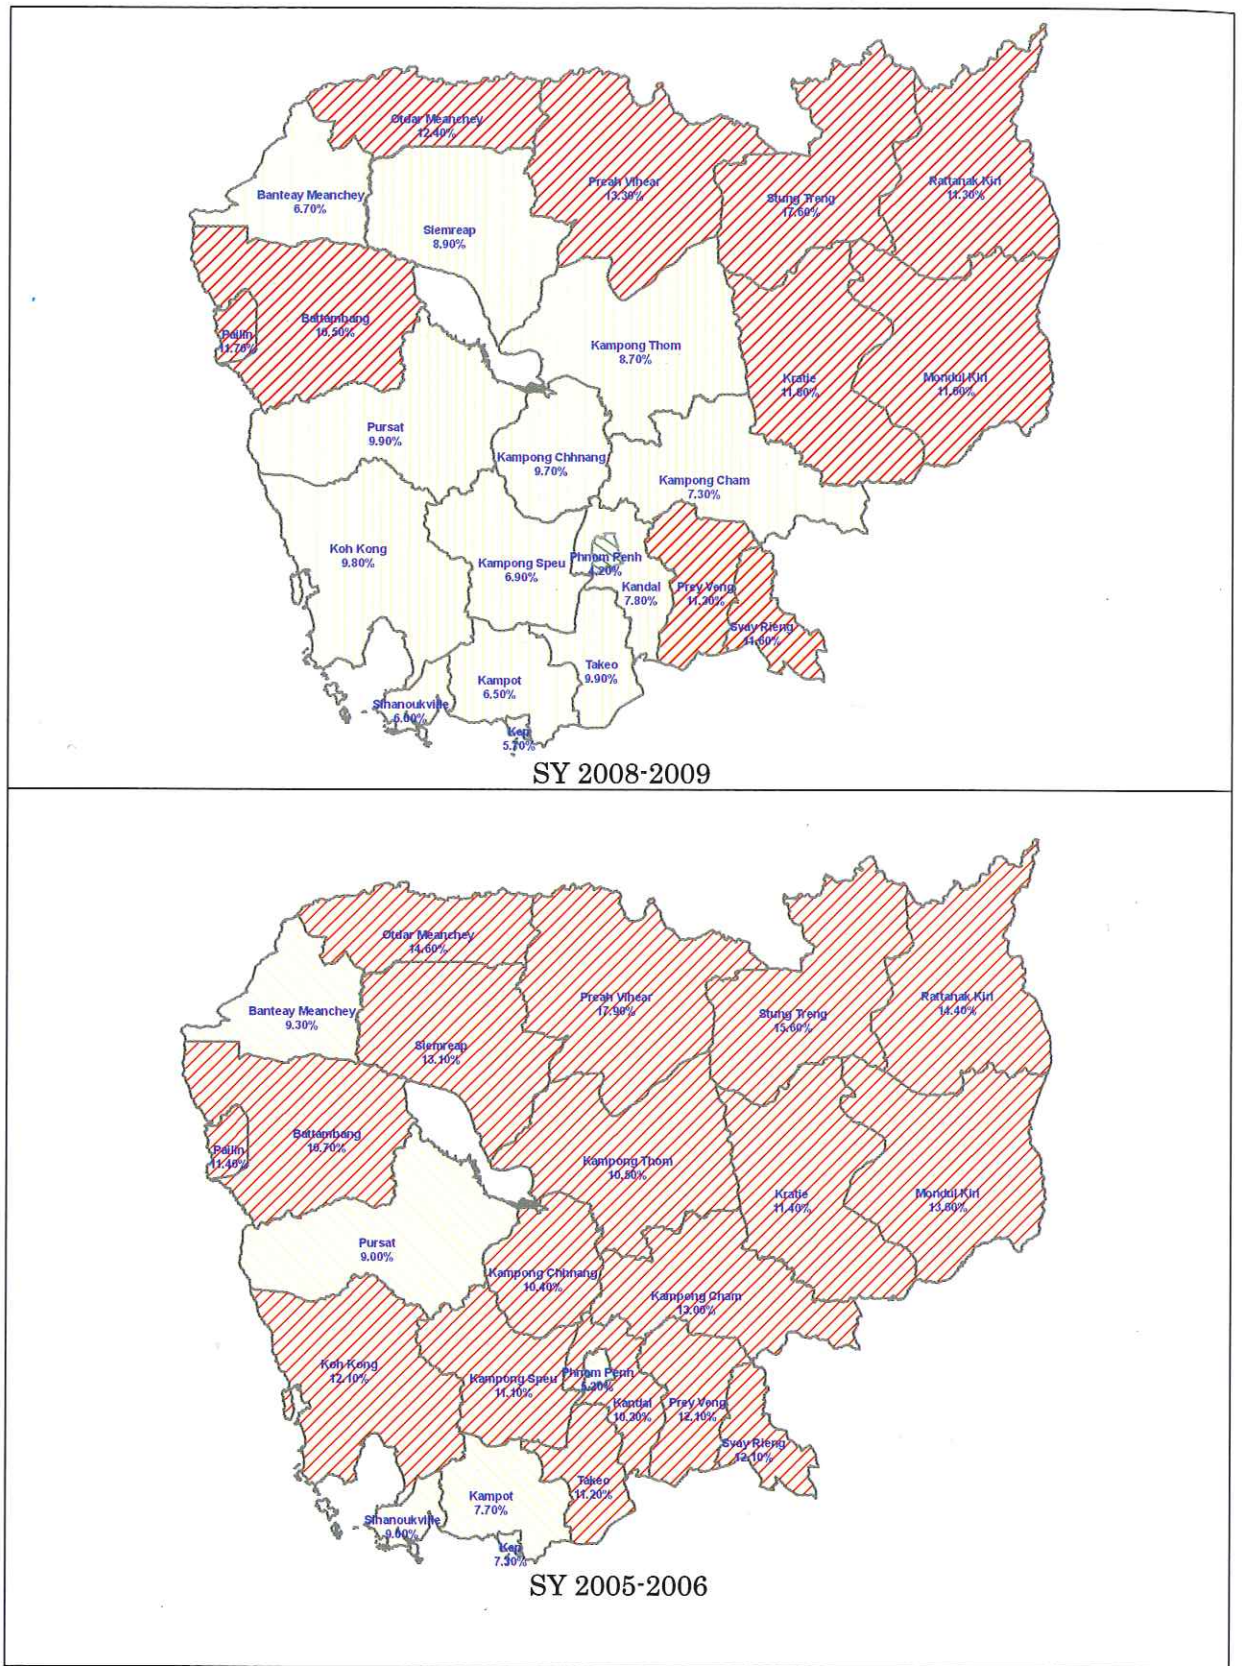 Otdar Meanchey
12.40%
Preah Vihear
13.30%
Stung Treng
17.60%
Rattanak Kiri
11.30%
Banteay Meanchey
6.70%
Siemreap
8.90%
Battambang
10.50%
Pailin
11.70%
Kampong Thom
8.70%
Kratie
11.80%
Mondul Kiri
Pursat
9.90%
Kampong Chhnang
9.70%
Kampong Cham
7.30%
Koh Kong
9.80%
Kampong Speu
6.90%
Phnom Penh
4.20%
Kandal
7.80%
Prey Veng
11.30%
Svay Rieng
11.60%
Takeo
9.90%
Kampot
6.50%
Sihanoukville
6.00%
Kep
5.70%
SY 2008-2009
Otdar Meanchey
14.60%
Preah Vihear
17.90%
Stung Treng
15.60%
Rattanak Kiri
14.40%
Banteay Meanchey
9.30%
Siemreap
13.10%
Battambang
10.70%
Pailin
11.40%
Kampong Thom
10.50%
Kratie
11.40%
Mondul Kiri
13.60%
Pursat
9.00%
Kampong Chhnang
10.40%
Kampong Cham
13.00%
Koh Kong
12.10%
Kampong Speu
11.10%
Phnom Penh
5.20%
Kandal
10.30%
Prey Veng
12.10%
Svay Rieng
12.10%
Takeo
11.20%
Kampot
7.70%
Sihanoukville
9.00%
Kep
7.30%
SY 2005-2006